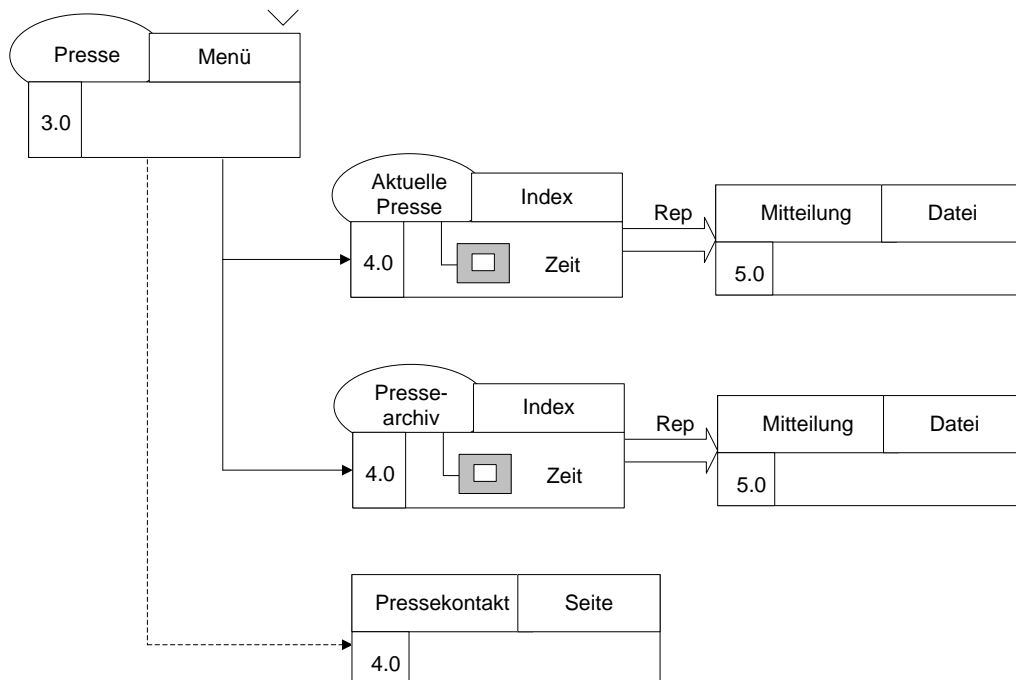 Presse Menü
3.0
Aktuelle
Presse
Index
4.0
Zeit
Rep
Mitteilung Datei
5.0
Presse-
archiv
Index
4.0
Zeit
Rep
Mitteilung Datei
5.0
Pressekontakt Seite
4.0